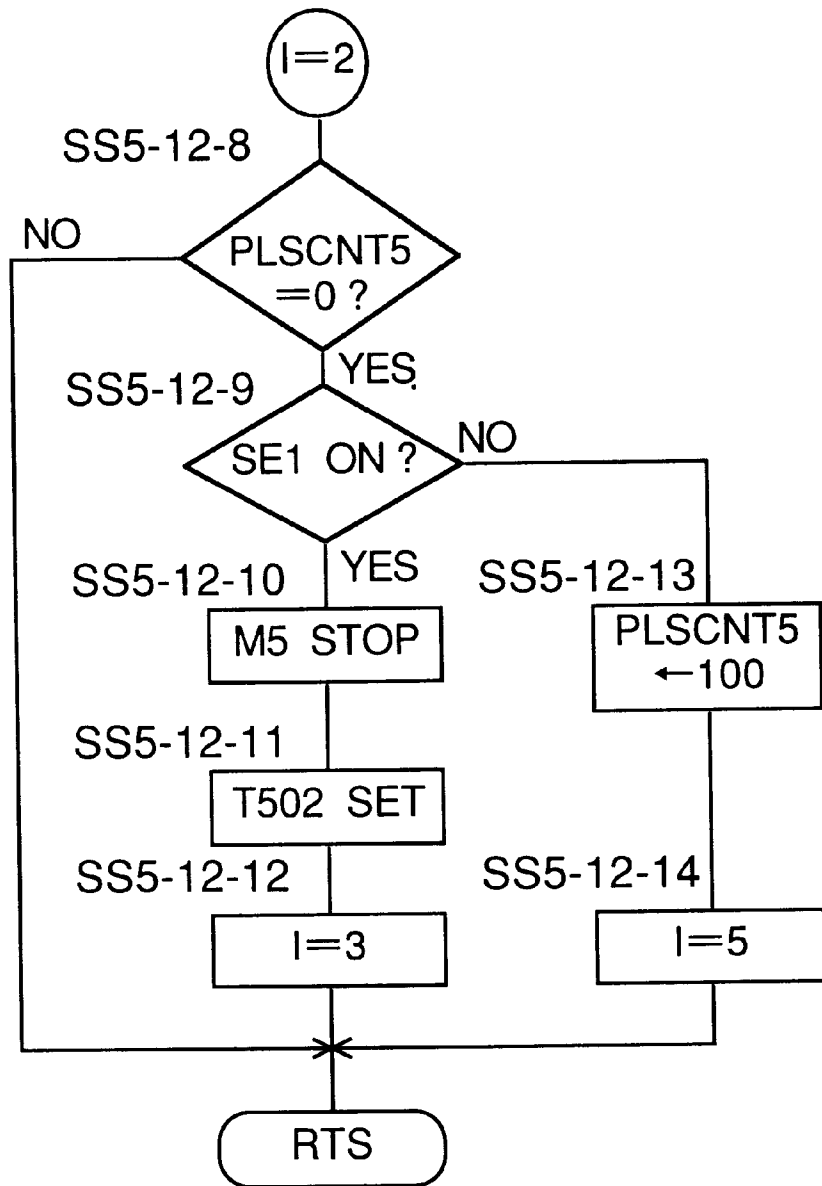 I=2
SS5-12-8
NO
PLSCNT5
=0 ?
YES
SS5-12-9
SE1 ON ?
NO
YES
SS5-12-10
M5 STOP
SS5-12-13
PLSCNT5
←100
SS5-12-11
T502 SET
SS5-12-12
I=3
SS5-12-14
I=5
RTS